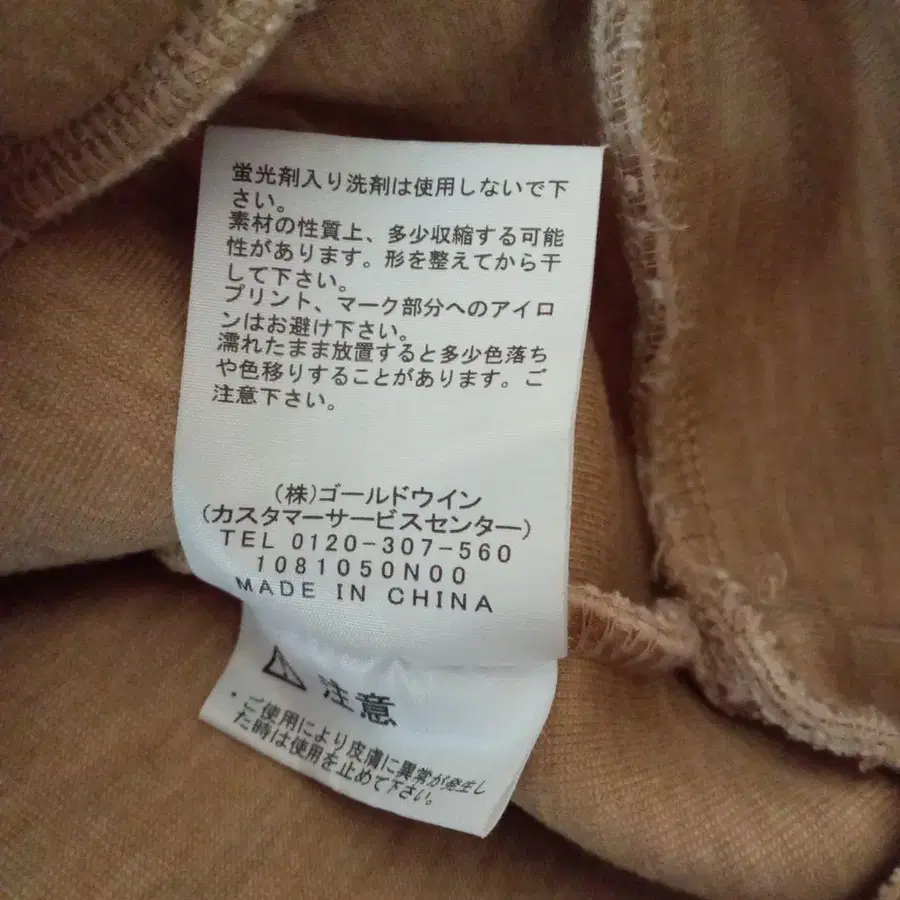 蛍光剤入り洗剤は使用しないで下
さい。
素材の性質上、多少収縮する可能
性があります。形を整えてから干
して下さい。
プリント、マーク部分へのアイロ
ンはお避け下さい。
濡れたまま放置すると多少色落ち
や色移りすることがあります。ご
注意下さい。
(株)ゴールドウイン
(カスタマーサービスセンター)
TEL 0120-307-560
1081050N00
MADE IN CHINA
注意
・ご使用により皮膚に異常が発生し
た時は使用を止めて下さい。